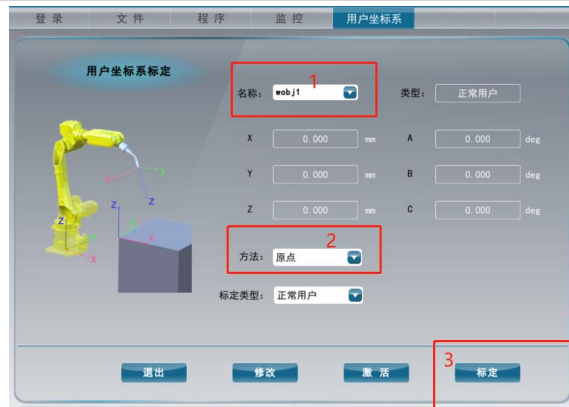 登录 文件 程序 监控 用户坐标系
用户坐标系标定
1
名称： wobj1 类型： 正常用户
X 0.000 mm A 0.000 deg
Y 0.000 mm B 0.000 deg
Z 0.000 mm C 0.000 deg
X Y
Z
Z Z
Y X
X
2
方法： 原点
标定类型： 正常用户
3
退出 修改 激活 标定